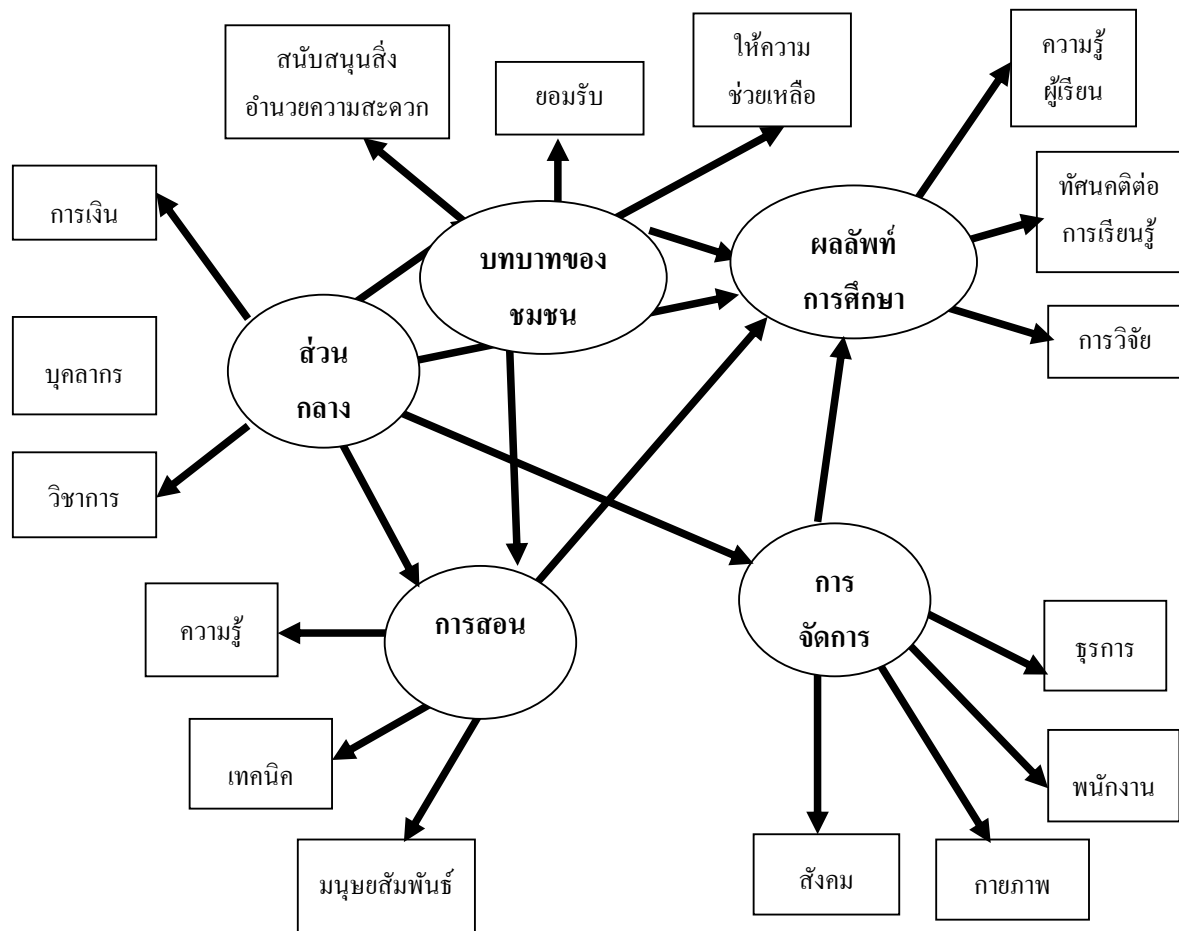 สนับสนุนสิ่ง
อำนวยความสะดวก
ยอมรับ
ให้ความ
ช่วยเหลือ
ความรู้
ผู้เรียน
การเงิน
ทัศนคติต่อ
การเรียนรู้
บทบาทของ
ชมชน
ผลลัพท์
การศึกษา
บุคลากร
ส่วน
กลาง
การวิจัย
วิชาการ
ความรู้
การสอน
การ
จัดการ
ธุรการ
เทคนิค
พนักงาน
มนุษยสัมพันธ์
สังคม
กายภาพ